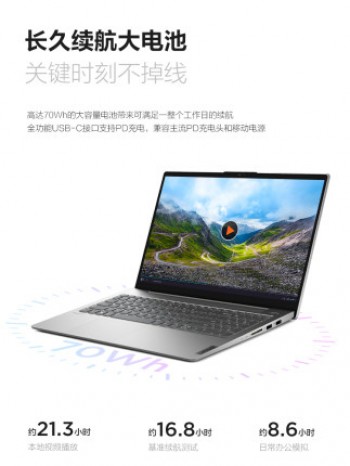 长久续航大电池
关键时刻不掉线
高达70Wh的大容量电池带来可满足一整个工作日的续航
全功能USB-C接口支持PD充电，兼容主流PD充电头和移动电源
70Wh
约21.3小时 约16.8小时 约8.6小时
本地视频播放 基准续航测试 日常办公模拟